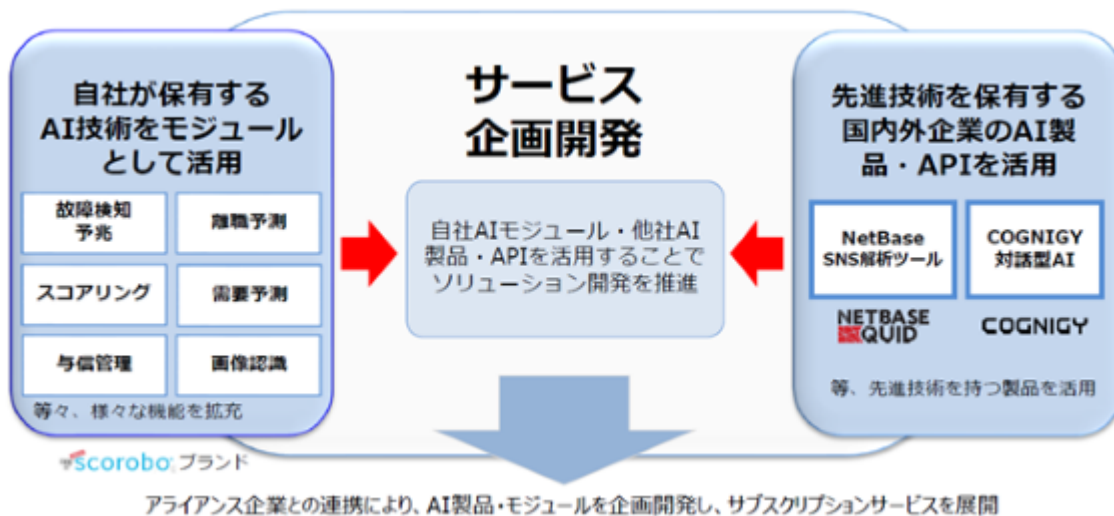 自社が保有する
AI技術をモジュール
として活用
故障検知
予兆
離職予測
スコアリング
需要予測
与信管理
画像認識
等々、様々な機能を拡充
scorobo ブランド
サービス
企画開発
自社AIモジュール・他社AI
製品・APIを活用することで
ソリューション開発を推進
先進技術を保有する
国内外企業のAI製
品・APIを活用
NetBase
SNS解析ツール
COGNIGY
対話型AI
NETBASE
QUID
COGNIGY
等、先進技術を持つ製品を活用
アライアンス企業との連携により、AI製品・モジュールを企画開発し、サブスクリプションサービスを展開